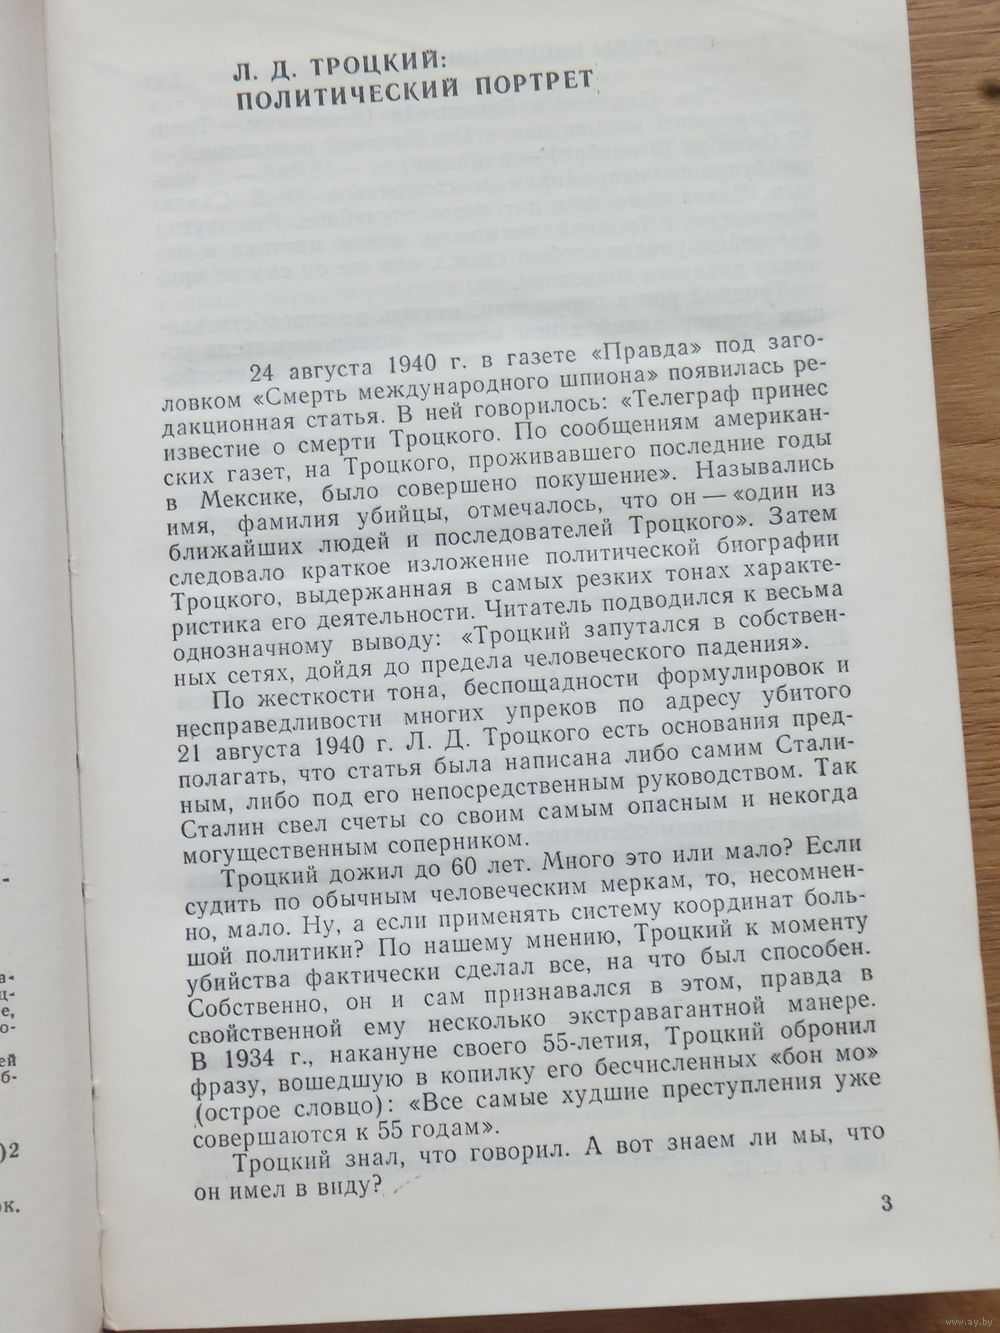 Л. Д. ТРОЦКИЙ:
ПОЛИТИЧЕСКИЙ ПОРТРЕТ
24 августа 1940 г. в газете «Правда» под заго-
ловком «Смерть международного шпиона» появилась ре-
дакционная статья. В ней говорилось: «Телеграф принес
известие о смерти Троцкого. По сообщениям американ-
ских газет, на Троцкого, проживавшего последние годы
в Мексике, было совершено покушение». Назывались
имя, фамилия убийцы, отмечалось, что он — «один из
ближайших людей и последователей Троцкого». Затем
следовало краткое изложение политической биографии
Троцкого, выдержанная в самых резких тонах характе-
ристика его деятельности. Читатель подводился к весьма
однозначному выводу: «Троцкий запутался в собствен-
ных сетях, дойдя до предела человеческого падения».
По жесткости тона, беспощадности формулировок и
несправедливости многих упреков по адресу убитого
21 августа 1940 г. Л. Д. Троцкого есть основания пред-
полагать, что статья была написана либо самим Стали-
ным, либо под его непосредственным руководством. Так
Сталин свел счеты со своим самым опасным и некогда
могущественным соперником.
Троцкий дожил до 60 лет. Много это или мало? Если
судить по обычным человеческим меркам, то, несомнен-
но, мало. Ну, а если применять систему координат боль-
шой политики? По нашему мнению, Троцкий к моменту
убийства фактически сделал все, на что был способен.
Собственно, он и сам признавался в этом, правда в
свойственной ему несколько экстравагантной манере.
В 1934 г., накануне своего 55-летия, Троцкий обронил
фразу, вошедшую в копилку его бесчисленных «бон мо»
(острое словцо): «Все самые худшие преступления уже
совершаются к 55 годам».
Троцкий знал, что говорил. А вот знаем ли мы, что
он имел в виду?
3
www.ay.by